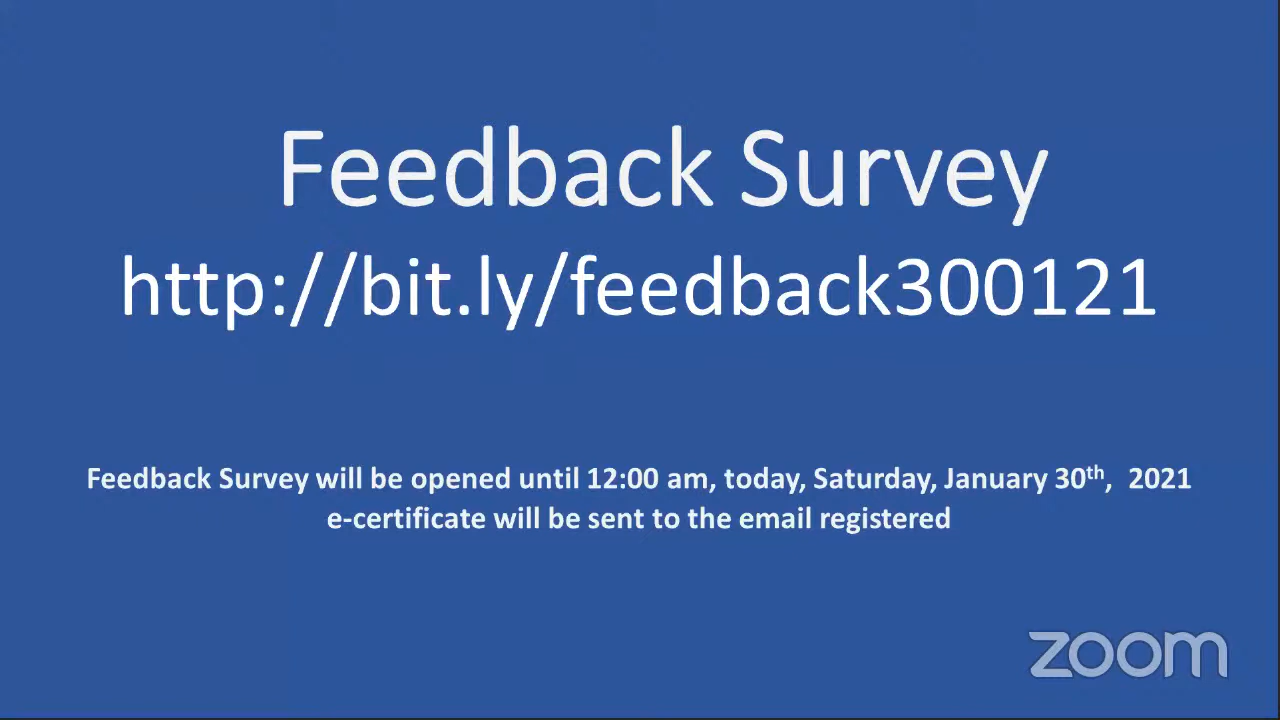 Feedback Survey
http://bit.ly/feedback300121
Feedback Survey will be opened until 12:00 am, today, Saturday, January 30th, 2021
e-certificate will be sent to the email registered
zoom